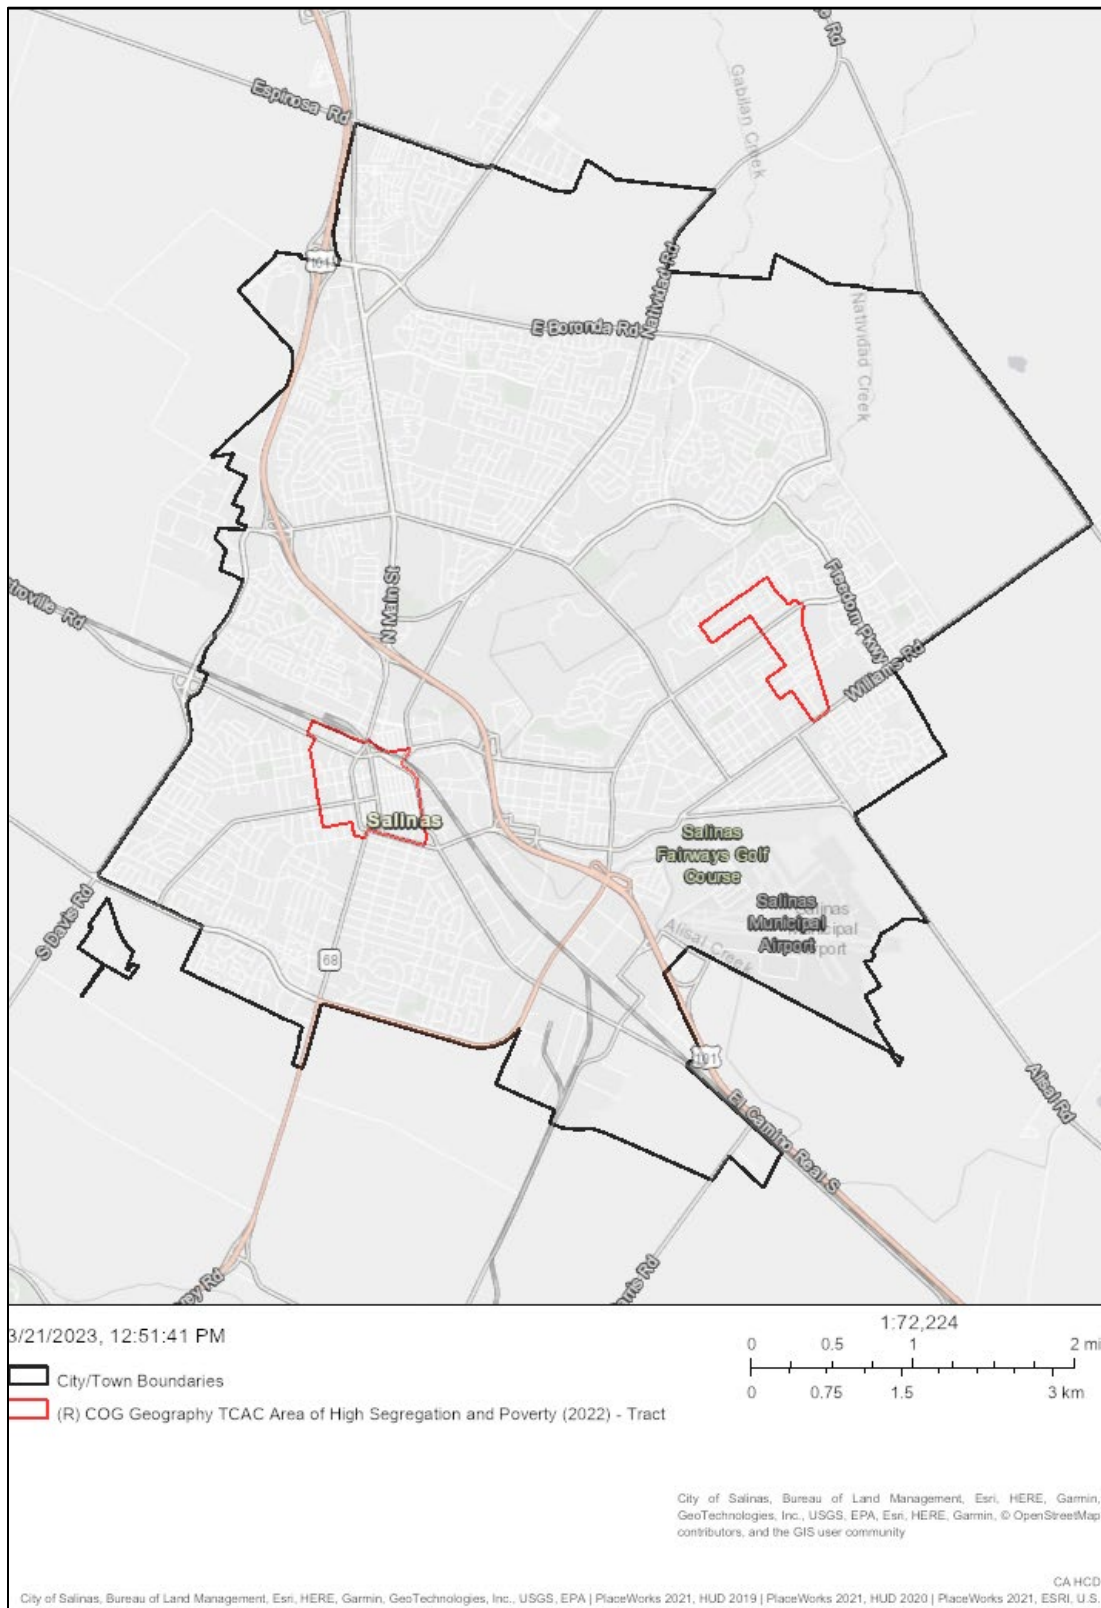 Espinosa Rd
Gabilan Creek
101
Natividad Rd
E Boronda Rd
Natividad Creek
N Main St
Freedom Pkwy
Williams Rd
Salinas
Salinas
Fairways Golf
Course
Salinas
Municipal
Airport
Salinas
Municipal
Airport
Alisal Creek
S Davis Rd
68
101
El Camino Real S
Alisal Rd
3/21/2023, 12:51:41 PM
City/Town Boundaries
(R) COG Geography TCAC Area of High Segregation and Poverty (2022) - Tract
1:72,224
0 0.5 1 2 mi
0 0.75 1.5 3 km
City of Salinas, Bureau of Land Management, Esri, HERE, Garmin,
GeoTechnologies, Inc., USGS, EPA, Esri, HERE, Garmin, © OpenStreetMap
contributors, and the GIS user community
CA HCD
City of Salinas, Bureau of Land Management, Esri, HERE, Garmin, GeoTechnologies, Inc., USGS, EPA | PlaceWorks 2021, HUD 2019 | PlaceWorks 2021, HUD 2020 | PlaceWorks 2021, ESRI, U.S.